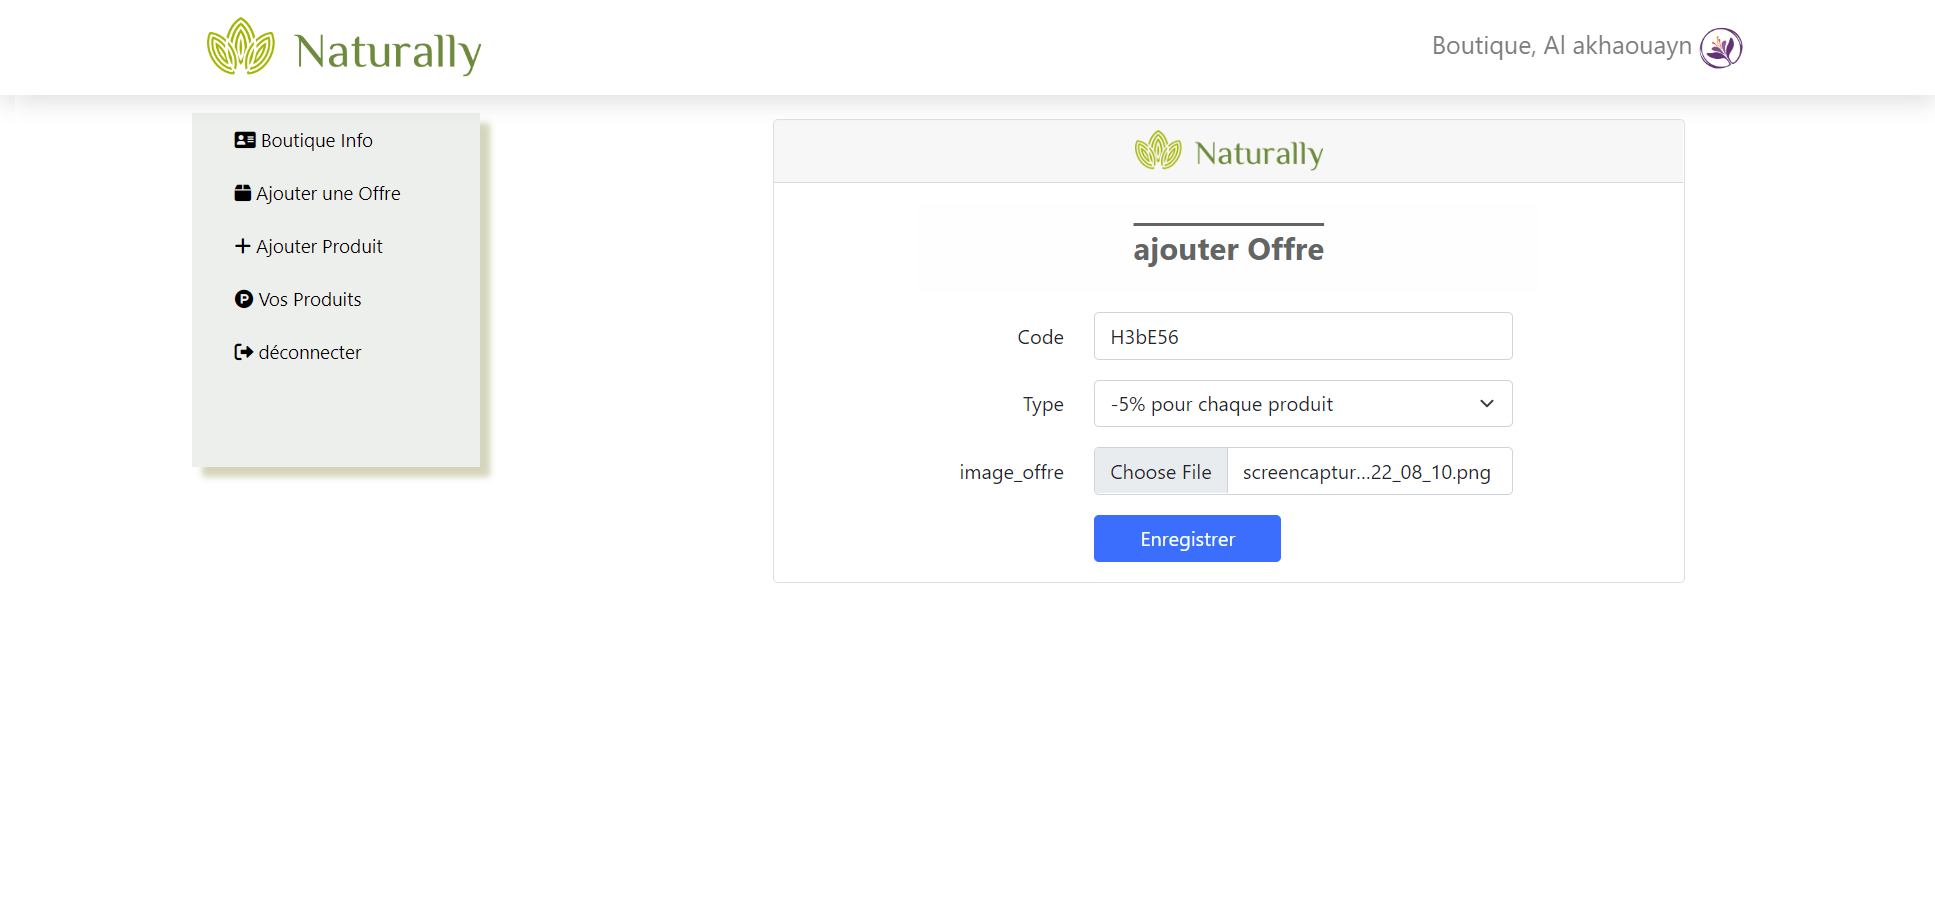 Naturally
Boutique, Al akhaouayn
Boutique Info
Ajouter une Offre
Ajouter Produit
Vos Produits
déconnecter
Naturally
ajouter Offre
Code H3bE56
Type -5% pour chaque produit
image_offre Choose File screencaptur...22_08_10.png
Enregistrer